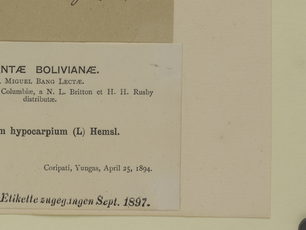 NTÆ BOLIVIANÆ.
MIGUEL BANG LECTÆ.
Columbiæ, a N. L. Britton et H. H. Rusby
distributæ.
m hypocarpium (L) Hemsl.
Coripati, Yungas, April 25, 1894.
Etikette zugegangen Sept. 1897.